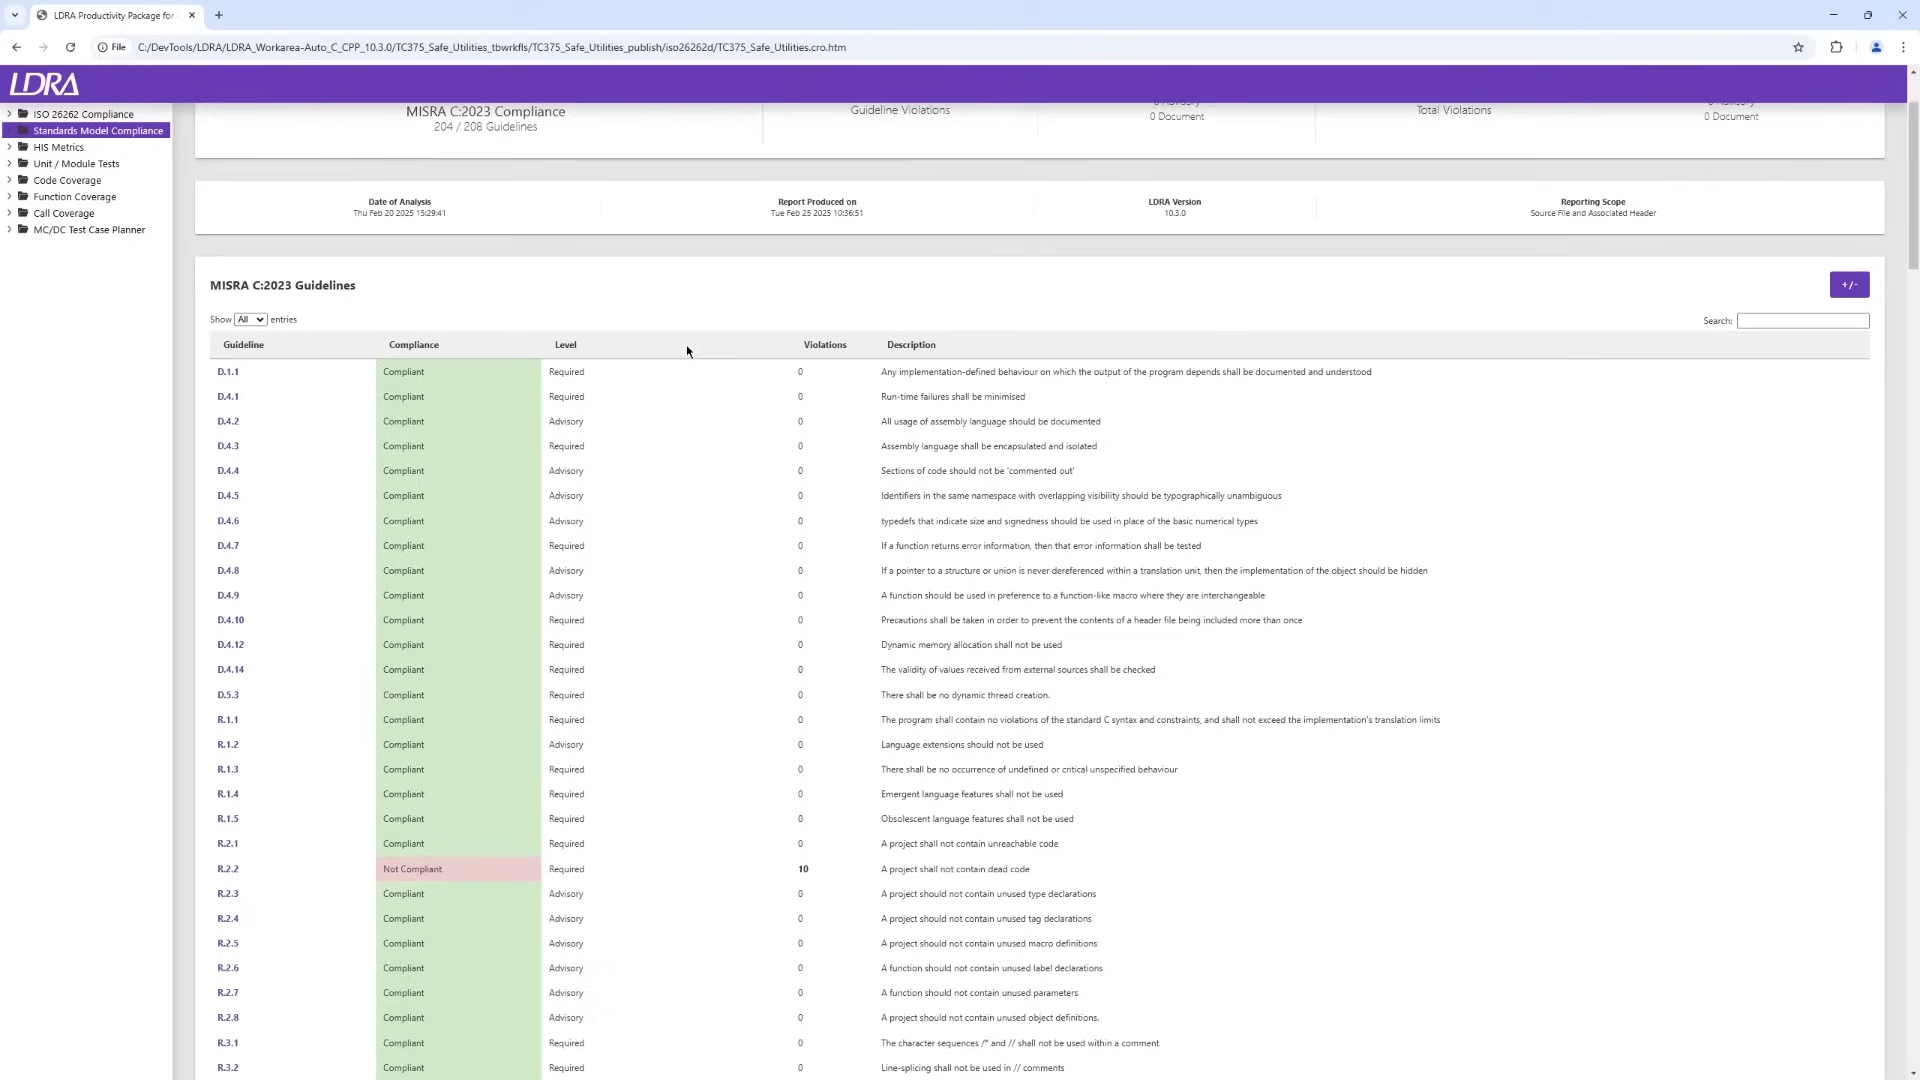 LDRA Productivity Package for
File C:/DevTools/LDRA/LDRA_Workarea-Auto_C_CPP_10.3.0/TC375_Safe_Utilities_tbwrkfls/TC375_Safe_Utilities_publish/iso26262d/TC375_Safe_Utilities.cro.htm
LDRA
ISO 26262 Compliance
Standards Model Compliance
HIS Metrics
Unit / Module Tests
Code Coverage
Function Coverage
Call Coverage
MC/DC Test Case Planner
MISRA C:2023 Compliance
204 / 208 Guidelines
Guideline Violations
0 Advisory
0 Document
Total Violations
0 Advisory
0 Document
Date of Analysis
Thu Feb 20 2025 15:29:41
Report Produced on
Tue Feb 25 2025 10:36:51
LDRA Version
10.3.0
Reporting Scope
Source File and Associated Header
MISRA C:2023 Guidelines
+/-
Show All entries
Search:
Guideline Compliance Level Violations Description
D.1.1 Compliant Required 0 Any implementation-defined behaviour on which the output of the program depends shall be documented and understood
D.4.1 Compliant Required 0 Run-time failures shall be minimised
D.4.2 Compliant Advisory 0 All usage of assembly language should be documented
D.4.3 Compliant Required 0 Assembly language shall be encapsulated and isolated
D.4.4 Compliant Advisory 0 Sections of code should not be 'commented out'
D.4.5 Compliant Advisory 0 Identifiers in the same namespace with overlapping visibility should be typographically unambiguous
D.4.6 Compliant Advisory 0 typedefs that indicate size and signedness should be used in place of the basic numerical types
D.4.7 Compliant Required 0 If a function returns error information, then that error information shall be tested
D.4.8 Compliant Advisory 0 If a pointer to a structure or union is never dereferenced within a translation unit, then the implementation of the object should be hidden
D.4.9 Compliant Advisory 0 A function should be used in preference to a function-like macro where they are interchangeable
D.4.10 Compliant Required 0 Precautions shall be taken in order to prevent the contents of a header file being included more than once
D.4.12 Compliant Required 0 Dynamic memory allocation shall not be used
D.4.14 Compliant Required 0 The validity of values received from external sources shall be checked
D.5.3 Compliant Required 0 There shall be no dynamic thread creation.
R.1.1 Compliant Required 0 The program shall contain no violations of the standard C syntax and constraints, and shall not exceed the implementation's translation limits
R.1.2 Compliant Advisory 0 Language extensions should not be used
R.1.3 Compliant Required 0 There shall be no occurrence of undefined or critical unspecified behaviour
R.1.4 Compliant Required 0 Emergent language features shall not be used
R.1.5 Compliant Required 0 Obsolescent language features shall not be used
R.2.1 Compliant Required 0 A project shall not contain unreachable code
R.2.2 Not Compliant Required 10 A project shall not contain dead code
R.2.3 Compliant Advisory 0 A project should not contain unused type declarations
R.2.4 Compliant Advisory 0 A project should not contain unused tag declarations
R.2.5 Compliant Advisory 0 A project should not contain unused macro definitions
R.2.6 Compliant Advisory 0 A function should not contain unused label declarations
R.2.7 Compliant Advisory 0 A function should not contain unused parameters
R.2.8 Compliant Advisory 0 A project should not contain unused object definitions.
R.3.1 Compliant Required 0 The character sequences /* and // shall not be used within a comment
R.3.2 Compliant Required 0 Line-splicing shall not be used in // comments